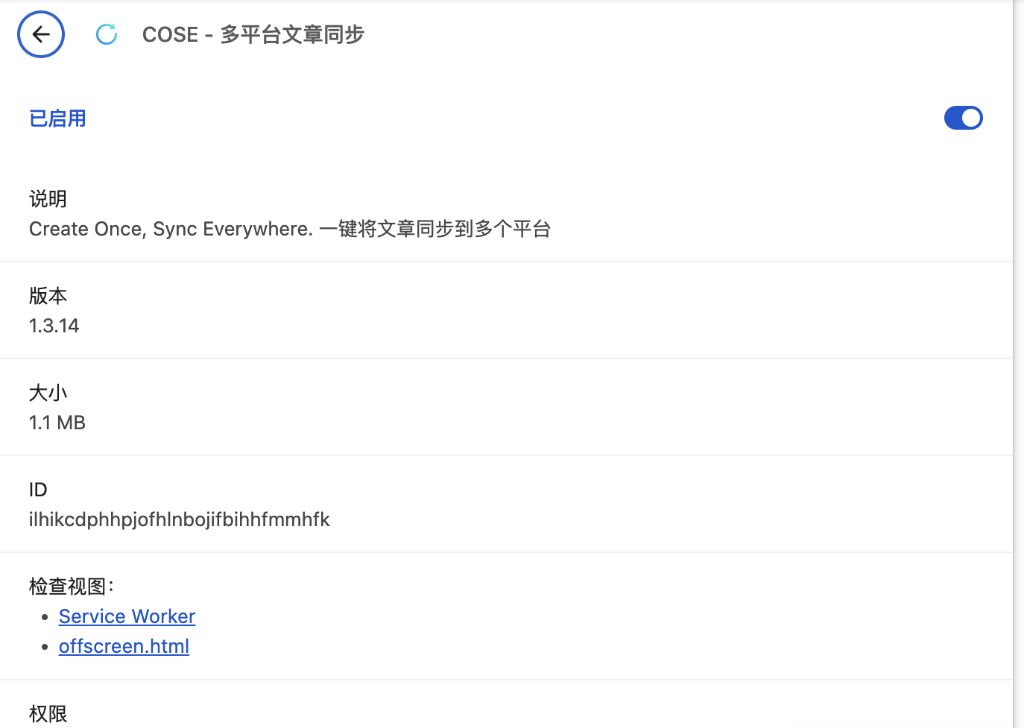 COSE - 多平台文章同步
已启用
说明
Create Once, Sync Everywhere. 一键将文章同步到多个平台
版本
1.3.14
大小
1.1 MB
ID
ilhikcdphhpjofhlnbojifbihhfmmhfk
检查视图：
Service Worker
offscreen.html
权限